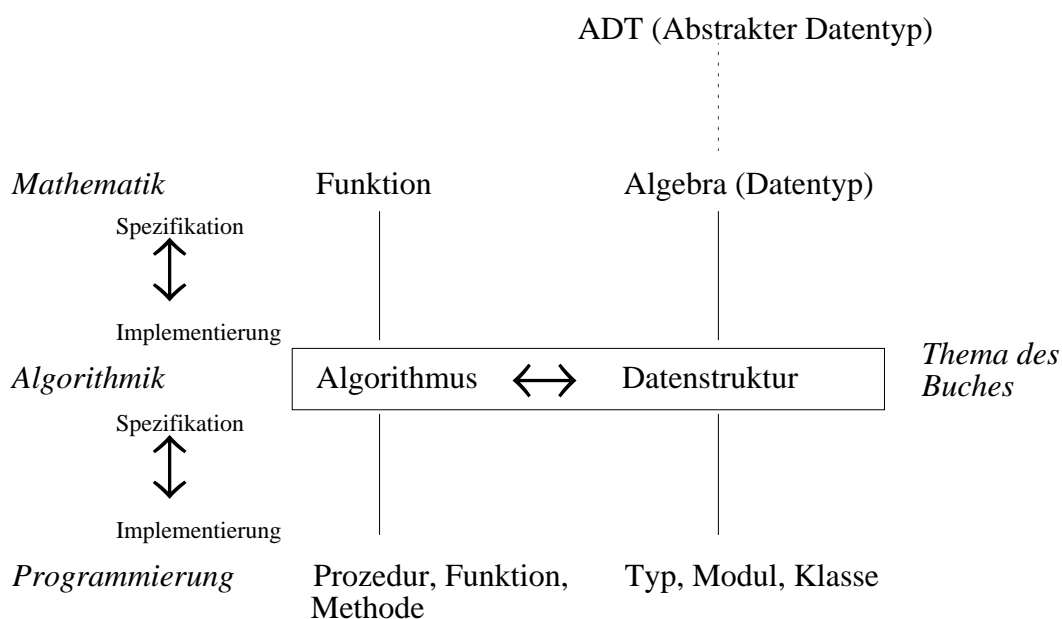 ADT (Abstrakter Datentyp)
Mathematik Funktion Algebra (Datentyp)
Spezifikation
Implementierung
Algorithmik Algorithmus Datenstruktur Thema des
Buches
Spezifikation
Implementierung
Programmierung Prozedur, Funktion, Typ, Modul, Klasse
Methode